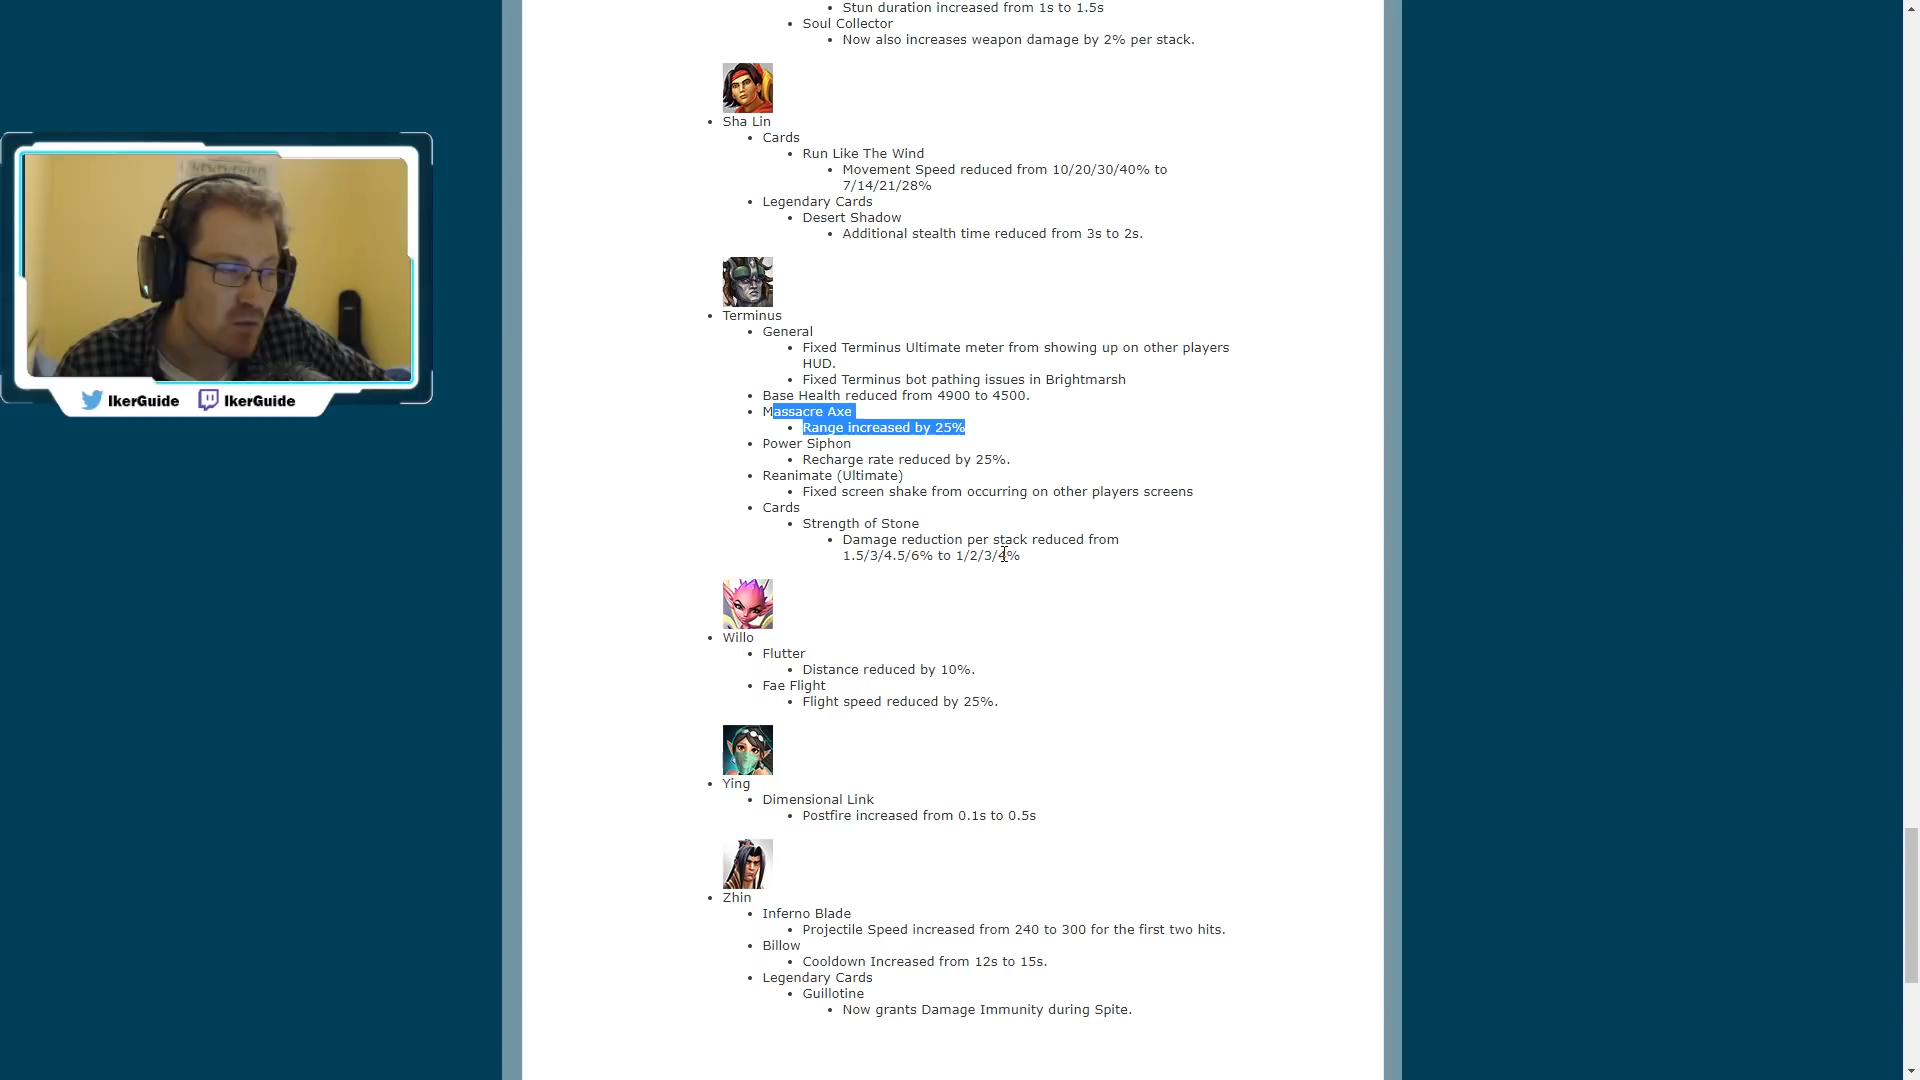 Stun duration increased from 1s to 1.5s
Soul Collector
Now also increases weapon damage by 2% per stack.
Sha Lin
Cards
Run Like The Wind
Movement Speed reduced from 10/20/30/40% to
7/14/21/28%
Legendary Cards
Desert Shadow
Additional stealth time reduced from 3s to 2s.
Terminus
General
Fixed Terminus Ultimate meter from showing up on other players
HUD.
Fixed Terminus bot pathing issues in Brightmarsh
Base Health reduced from 4900 to 4500.
Massacre Axe
Range increased by 25%
Power Siphon
Recharge rate reduced by 25%.
Reanimate (Ultimate)
Fixed screen shake from occurring on other players screens
Cards
Strength of Stone
Damage reduction per stack reduced from
1.5/3/4.5/6% to 1/2/3/4%
Willo
Flutter
Distance reduced by 10%.
Fae Flight
Flight speed reduced by 25%.
Ying
Dimensional Link
Postfire increased from 0.1s to 0.5s
Zhin
Inferno Blade
Projectile Speed increased from 240 to 300 for the first two hits.
Billow
Cooldown Increased from 12s to 15s.
Legendary Cards
Guillotine
Now grants Damage Immunity during Spite.
IkerGuide IkerGuide